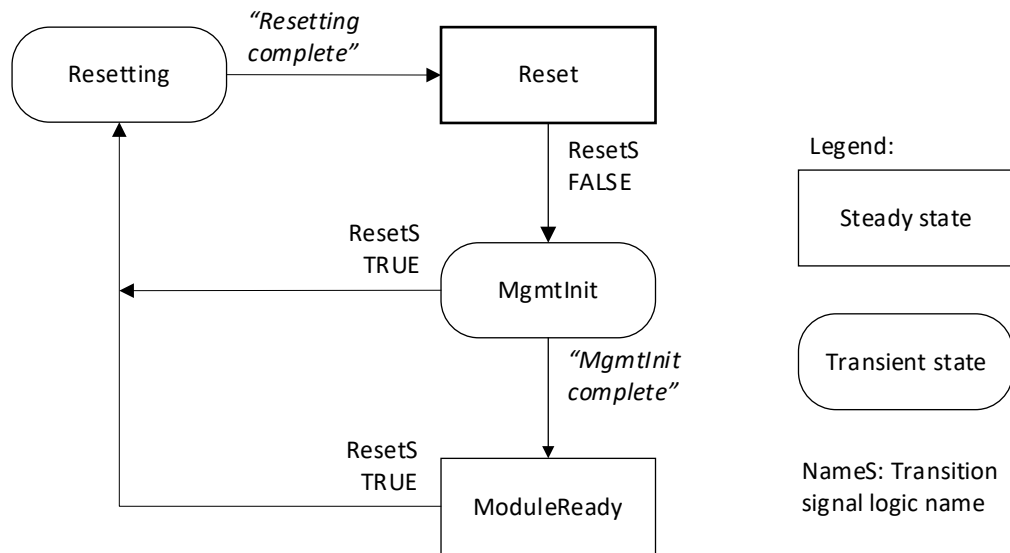 “Resetting
complete”
Resetting
Reset
ResetS
FALSE
Legend:
Steady state
ResetS
TRUE
MgmtInit
“MgmtInit
complete”
Transient state
ResetS
TRUE
ModuleReady
NameS: Transition
signal logic name